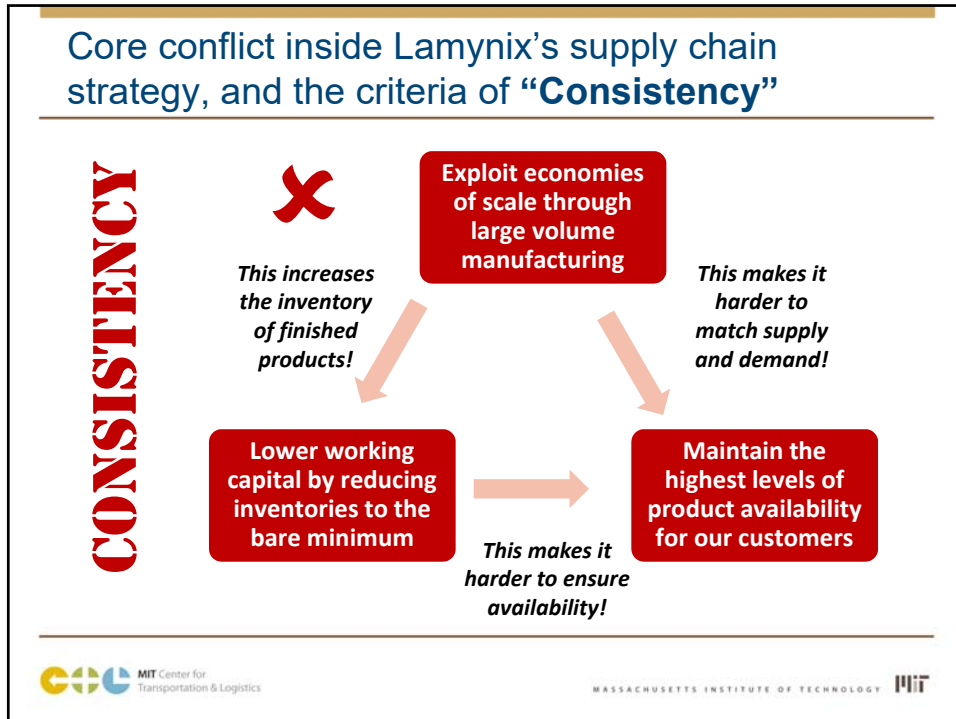 Core conflict inside Lamynix’s supply chain
strategy, and the criteria of “Consistency”
CONSISTENCY
Exploit economies
of scale through
large volume
manufacturing
This increases
the inventory
of finished
products!
This makes it
harder to
match supply
and demand!
Lower working
capital by reducing
inventories to the
bare minimum
Maintain the
highest levels of
product availability
for our customers
This makes it
harder to ensure
availability!
MIT Center for
Transportation & Logistics
MASSACHUSETTS INSTITUTE OF TECHNOLOGY